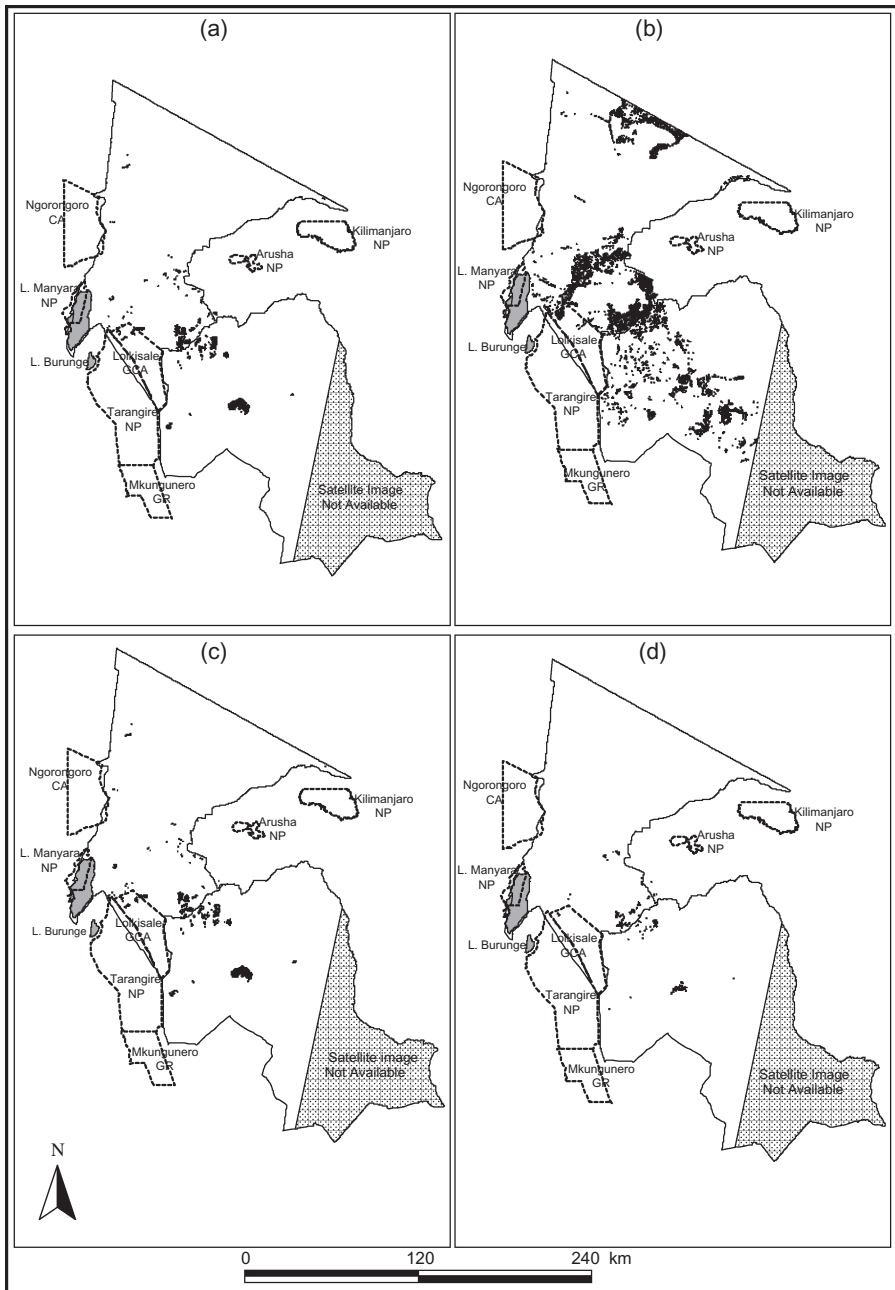 (a)
Ngorongoro
CA
Kilimanjaro
NP
Arusha
NP
L. Manyara
NP
L. Burunge
Lolkisale
GCA
Tarangire
NP
Mkungunero
GR
Satellite Image
Not Available
(b)
Ngorongoro
CA
Kilimanjaro
NP
Arusha
NP
L. Manyara
NP
L. Burunge
Lolkisale
GCA
Tarangire
NP
Mkungunero
GR
Satellite Image
Not Available
(c)
Ngorongoro
CA
Kilimanjaro
NP
Arusha
NP
L. Manyara
NP
L. Burunge
Lolkisale
GCA
Tarangire
NP
Mkungunero
GR
Satellite image
Not Available
N
(d)
Ngorongoro
CA
Kilimanjaro
NP
Arusha
NP
L. Manyara
NP
L. Burunge
Lolkisale
GCA
Tarangire
NP
Mkungunero
GR
Satellite Image
Not Available
0 120 240 km